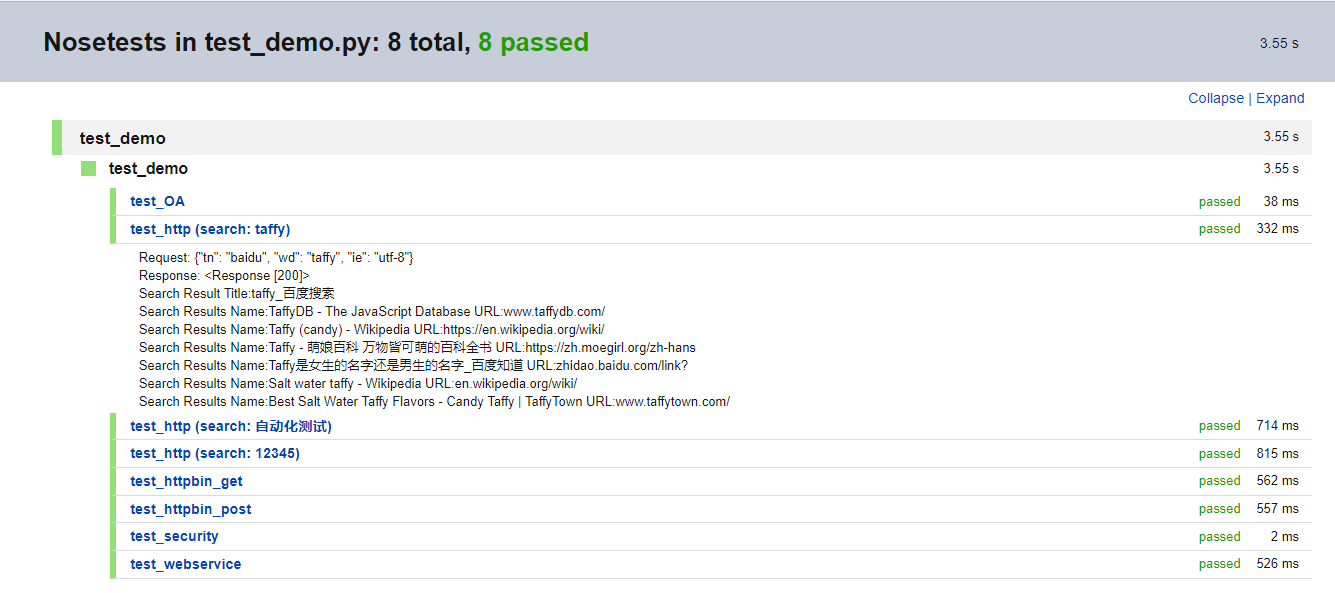 Nosetests in test_demo.py: 8 total, 8 passed 3.55 s
Collapse | Expand
test_demo 3.55 s
test_demo 3.55 s
test_OA passed 38 ms
test_http (search: taffy) passed 332 ms
Request: {"tn": "baidu", "wd": "taffy", "ie": "utf-8"}
Response: <Response [200]>
Search Result Title:taffy_百度搜索
Search Results Name:TaffyDB - The JavaScript Database URL:www.taffydb.com/
Search Results Name:Taffy (candy) - Wikipedia URL:https://en.wikipedia.org/wiki/
Search Results Name:Taffy - 萌娘百科 万物皆可萌的百科全书 URL:https://zh.moegirl.org/zh-hans
Search Results Name:Taffy是女生的名字还是男生的名字_百度知道 URL:zhidao.baidu.com/link?
Search Results Name:Salt water taffy - Wikipedia URL:en.wikipedia.org/wiki/
Search Results Name:Best Salt Water Taffy Flavors - Candy Taffy | TaffyTown URL:www.taffytown.com/
test_http (search: 自动化测试) passed 714 ms
test_http (search: 12345) passed 815 ms
test_httpbin_get passed 562 ms
test_httpbin_post passed 557 ms
test_security passed 2 ms
test_webservice passed 526 ms